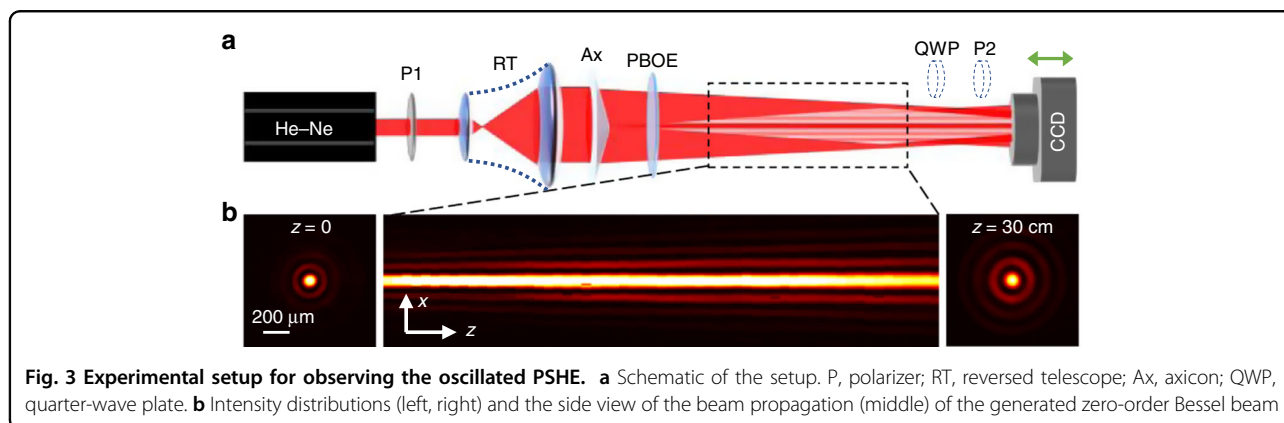 a
P1
RT
Ax
PBOE
QWP
P2
He–Ne
CCD
b
z = 0
200 μm
x
z
z = 30 cm
Fig. 3 Experimental setup for observing the oscillated PSHE. a Schematic of the setup. P, polarizer; RT, reversed telescope; Ax, axicon; QWP,
quarter-wave plate. b Intensity distributions (left, right) and the side view of the beam propagation (middle) of the generated zero-order Bessel beam